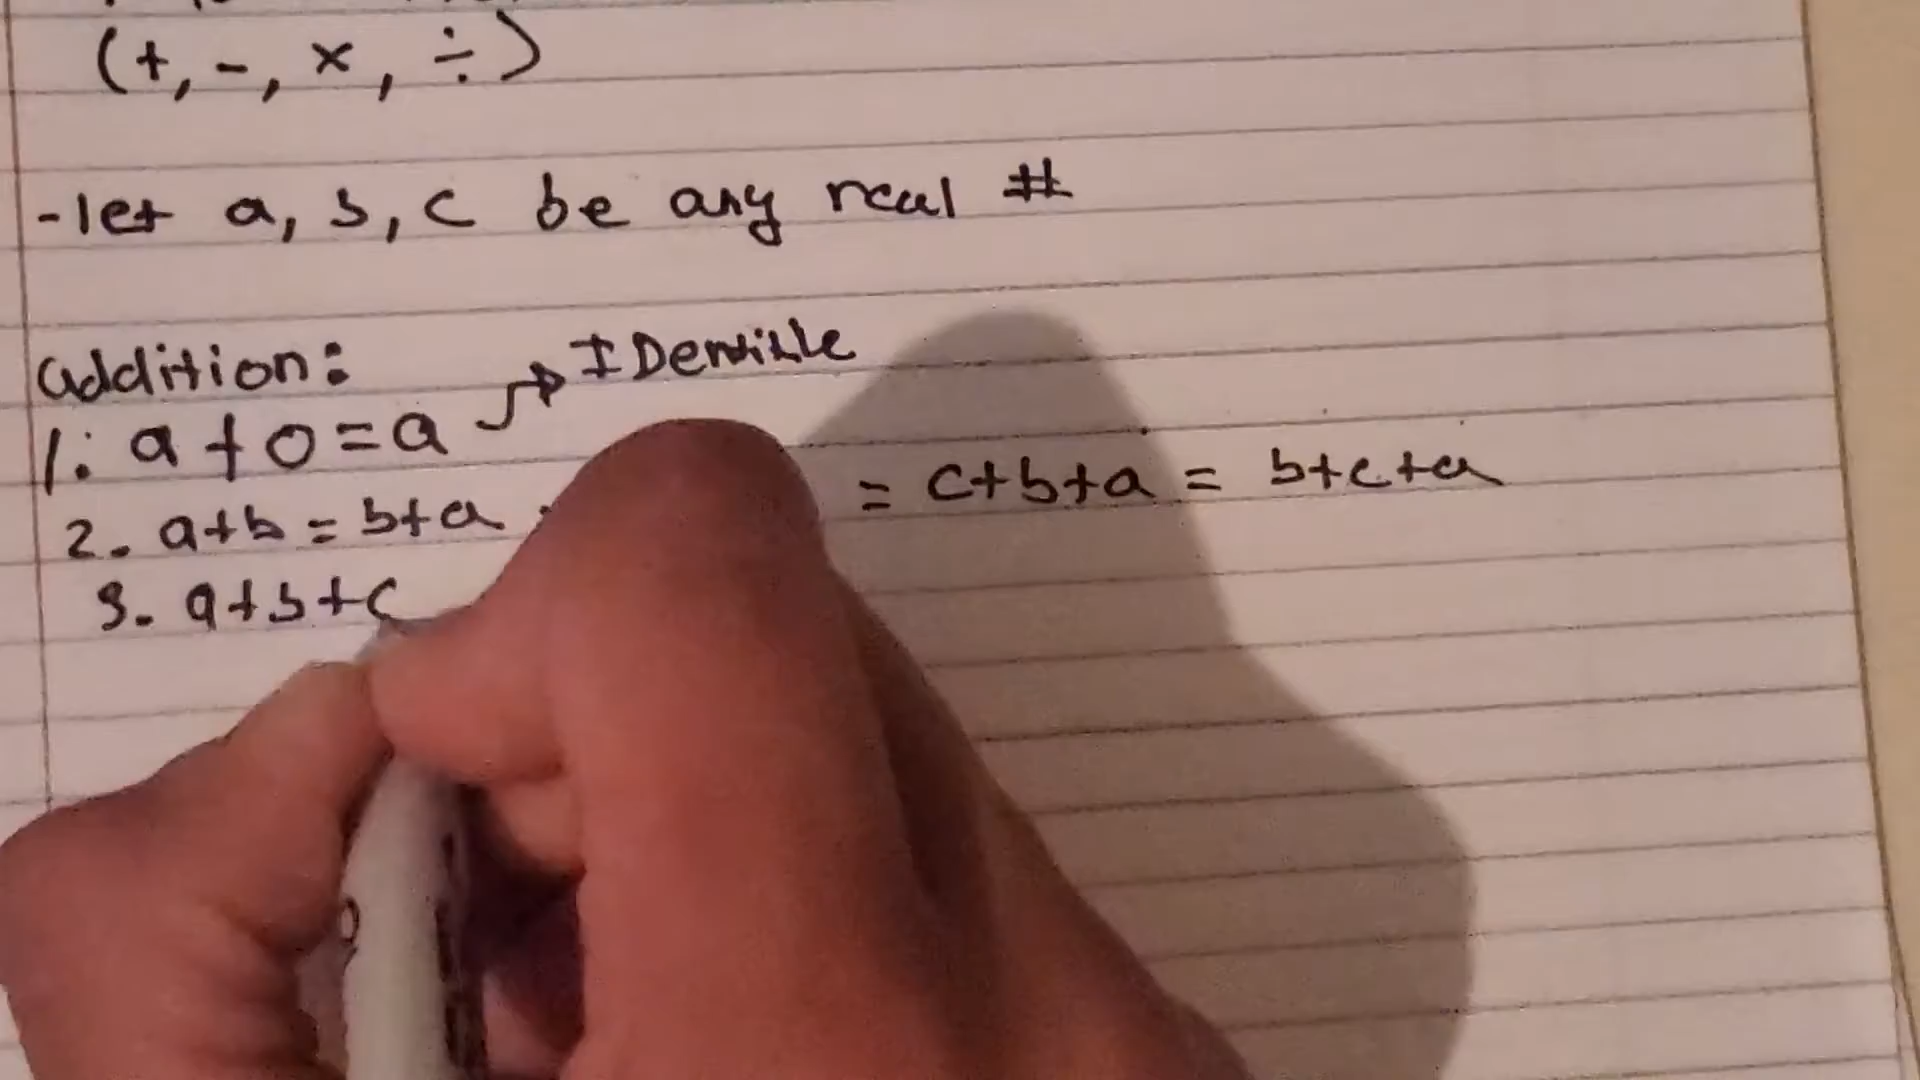 (+, -, ×, ÷)
-let a, b, c be any real #
addition:
1. a+0=a → IDentitle
2. a+b = b+a = c+b+a = b+c+a
3. a+b+c